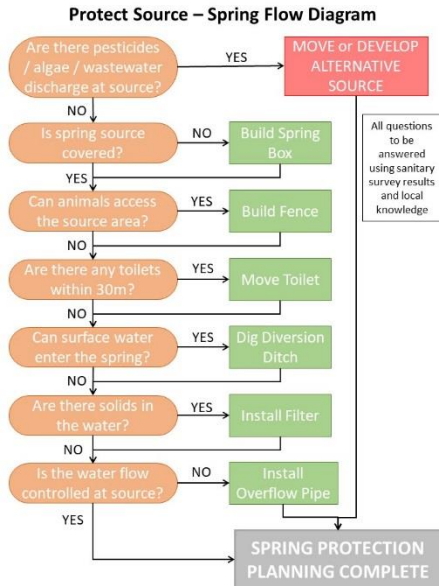 Protect Source – Spring Flow Diagram
Are there pesticides
/ algae / wastewater
discharge at source?
YES
MOVE or DEVELOP
ALTERNATIVE
SOURCE
NO
Is spring source
covered?
NO
Build Spring
Box
All questions
to be
answered
using sanitary
survey results
and local
knowledge
YES
Can animals access
the source area?
YES
Build Fence
NO
Are there any toilets
within 30m?
YES
Move Toilet
NO
Can surface water
enter the spring?
YES
Dig Diversion
Ditch
NO
Are there solids in
the water?
YES
Install Filter
NO
Is the water flow
controlled at source?
NO
Install
Overflow Pipe
YES
SPRING PROTECTION
PLANNING COMPLETE